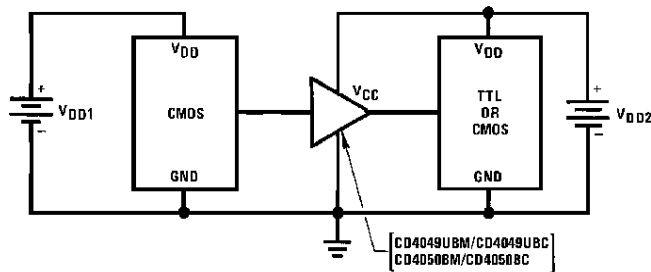 VDD
VDD
VCC
+
+
VDD1
CMOS
TTL
OR
CMOS
VDD2
−
−
GND
GND
[CD4049UBM/CD4049UBC
CD4050BM/CD4050BC]